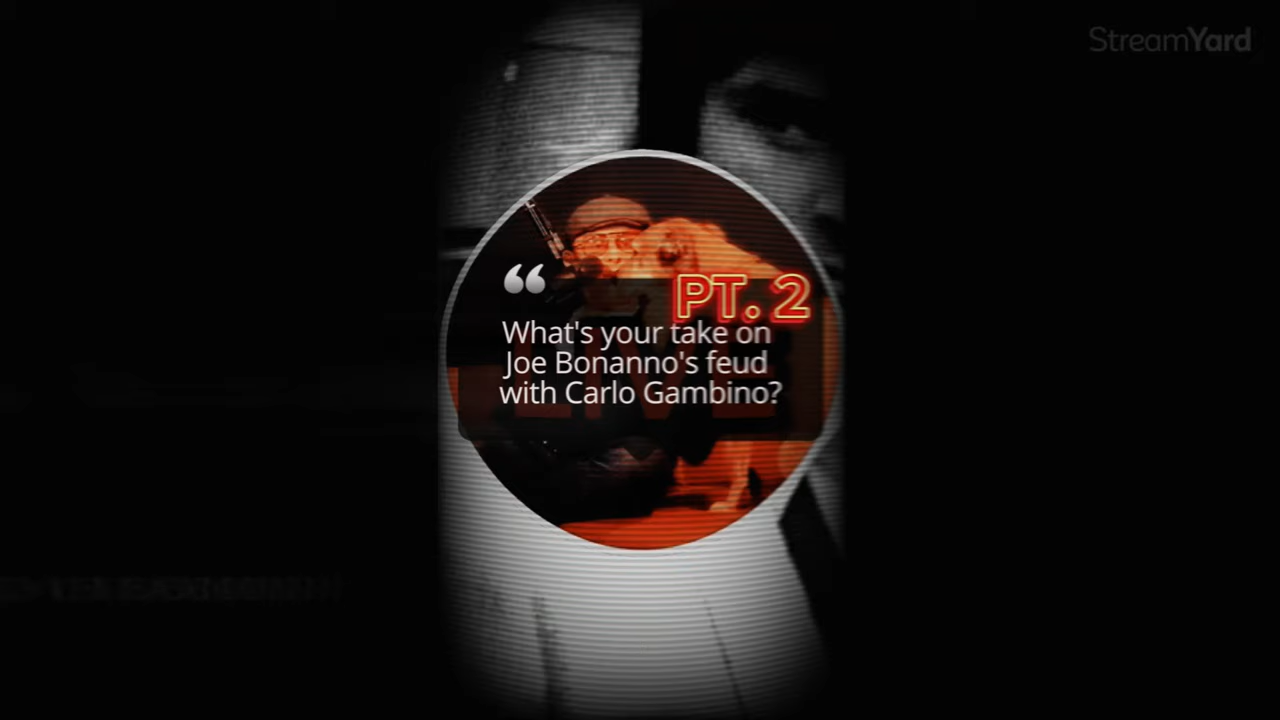 StreamYard
“
PT. 2
What's your take on
Joe Bonanno's feud
with Carlo Gambino?